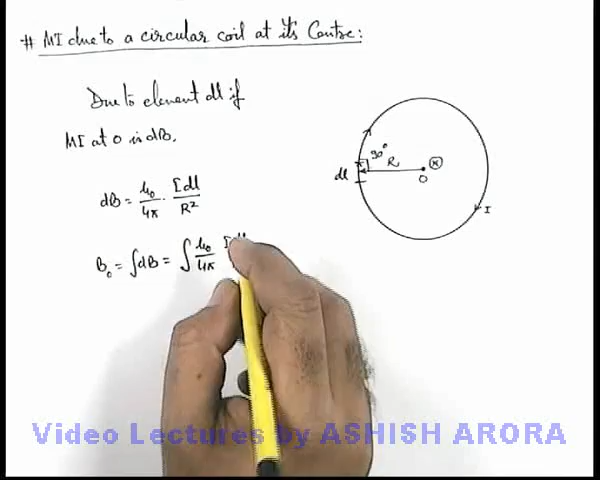 # MI due to a circular coil at its Centre:
Due to element dl if
MI at O is dB.
dB = μ₀/4π · Idl/R²
B₀ = ∫dB = ∫ μ₀/4π Idl
90°
R
dl
O
I
Video Lectures by ASHISH ARORA